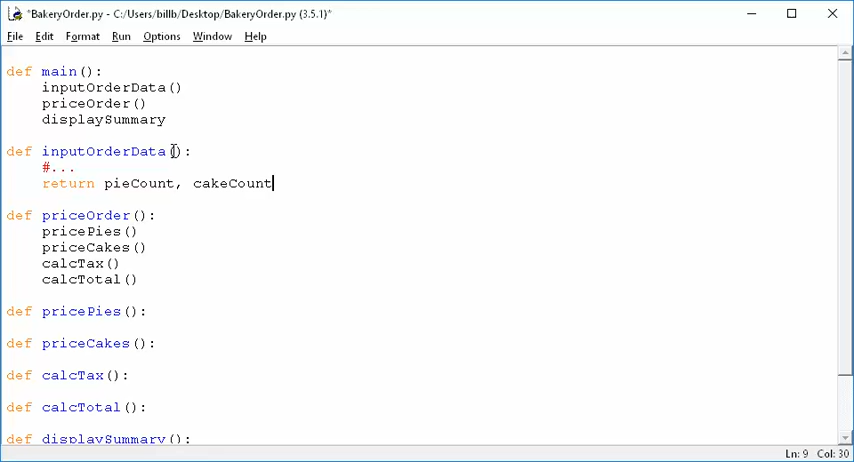 *BakeryOrder.py - C:/Users/billb/Desktop/BakeryOrder.py (3.5.1)*
File Edit Format Run Options Window Help
def main():
    inputOrderData()
    priceOrder()
    displaySummary
def inputOrderData():
    #...
    return pieCount, cakeCount
def priceOrder():
    pricePies()
    priceCakes()
    calcTax()
    calcTotal()
def pricePies():
def priceCakes():
def calcTax():
def calcTotal():
def displaySummary():
Ln: 9 Col: 30